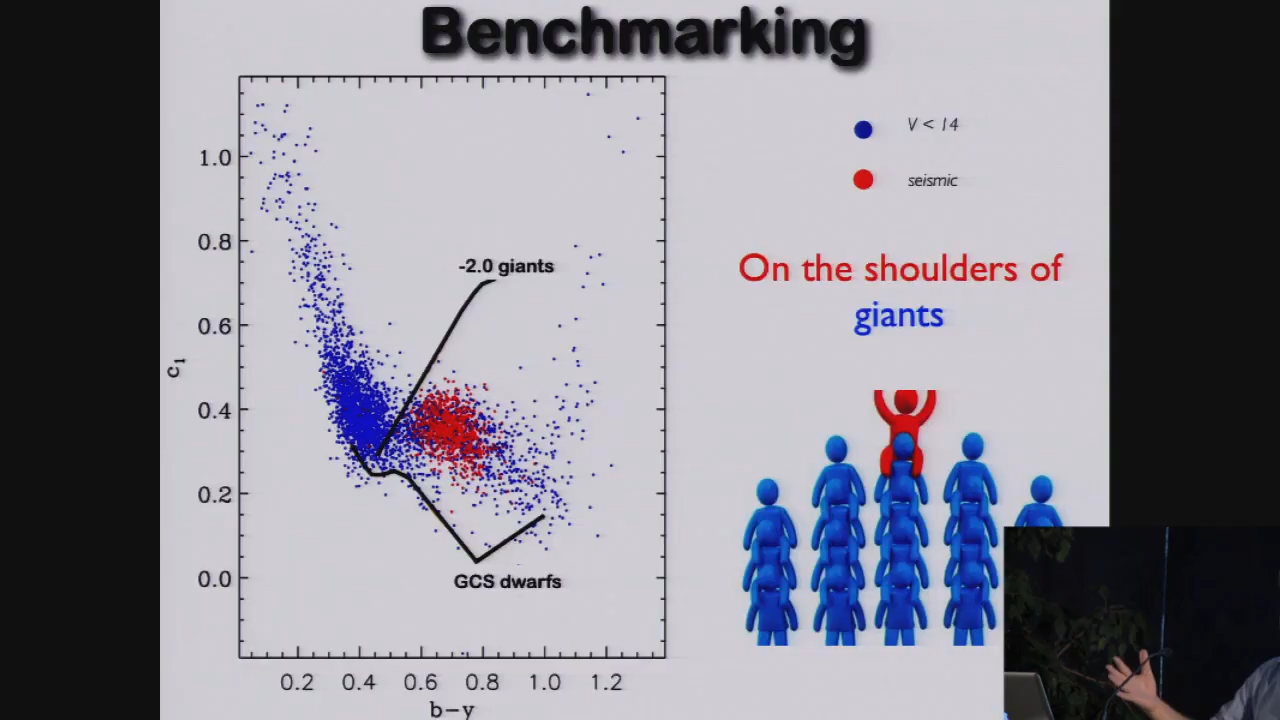 Benchmarking
V < 14
seismic
On the shoulders of
giants
-2.0 giants
GCS dwarfs
1.0
0.8
0.6
0.4
0.2
0.0
c1
0.2 0.4 0.6 0.8 1.0 1.2
b-y